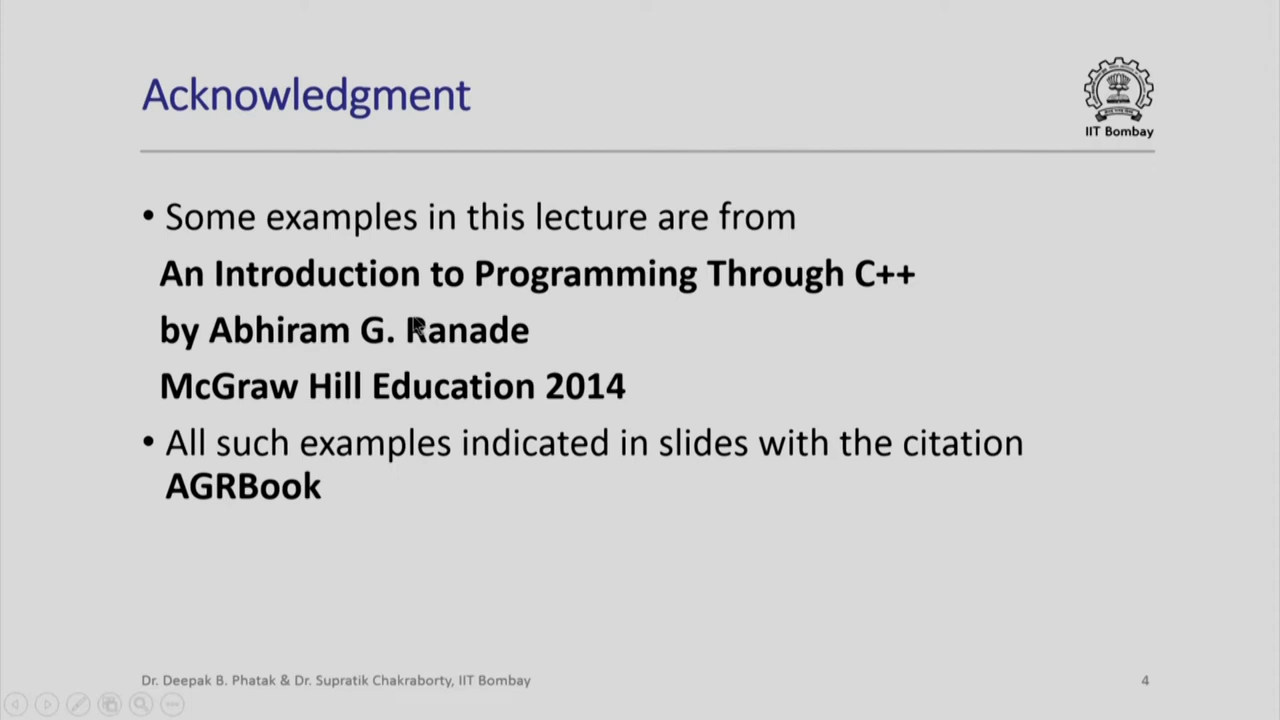 Acknowledgment
IIT Bombay
• Some examples in this lecture are from
An Introduction to Programming Through C++
by Abhiram G. Ranade
McGraw Hill Education 2014
• All such examples indicated in slides with the citation
AGRBook
Dr. Deepak B. Phatak & Dr. Supratik Chakraborty, IIT Bombay
4